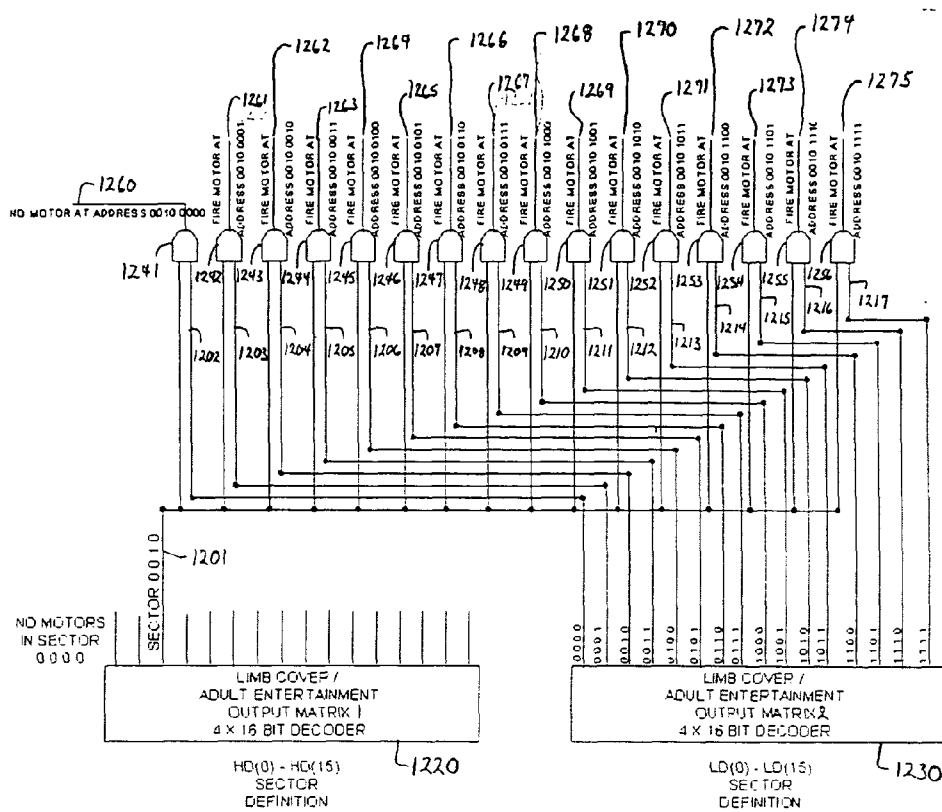 1262
1264
1266
1268
1270
1272
1274
1261
1263
1265
1267
1269
1271
1273
1275
1260
NO MOTOR AT ADDRESS 0010 0000
FIRE MOTOR AT
ADDRESS 0010 0001
FIRE MOTOR AT
ADDRESS 0010 0010
FIRE MOTOR AT
ADDRESS 0010 0011
FIRE MOTOR AT
ADDRESS 0010 0100
FIRE MOTOR AT
ADDRESS 0010 0101
FIRE MOTOR AT
ADDRESS 0010 0110
FIRE MOTOR AT
ADDRESS 0010 0111
FIRE MOTOR AT
ADDRESS 0010 1000
FIRE MOTOR AT
ADDRESS 0010 1001
FIRE MOTOR AT
ADDRESS 0010 1010
FIRE MOTOR AT
ADDRESS 0010 1011
FIRE MOTOR AT
ADDRESS 0010 1100
FIRE MOTOR AT
ADDRESS 0010 1101
FIRE MOTOR AT
ADDRESS 0010 1110
FIRE MOTOR AT
ADDRESS 0010 1111
1241
1242
1243
1244
1245
1246
1247
1248
1249
1250
1251
1252
1253
1254
1255
1256
1202
1203
1204
1205
1206
1207
1208
1209
1210
1211
1212
1213
1214
1215
1216
1217
1201
SECTOR 0010
NO MOTORS
IN SECTOR
0000
0000
0001
0010
0011
0100
0101
0110
0111
1000
1001
1010
1011
1100
1101
1110
1111
LIMB COVER /
ADULT ENTERTAINMENT
OUTPUT MATRIX 1
4 X 16 BIT DECODER
1220
HD(0) - HD(15)
SECTOR
DEFINITION
LIMB COVER /
ADULT ENTERTAINMENT
OUTPUT MATRIX 2
4 X 16 BIT DECODER
1230
LD(0) - LD(15)
SECTOR
DEFINITION